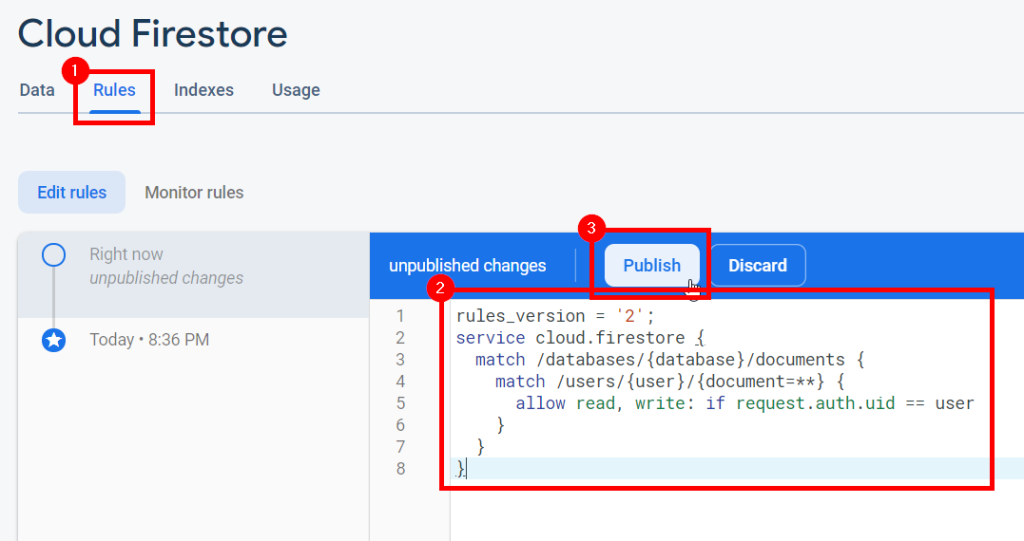 Cloud Firestore
1
Data Rules Indexes Usage
Edit rules Monitor rules
3
Right now
unpublished changes
unpublished changes Publish Discard
2
Today • 8:36 PM
1 rules_version = '2';
2 service cloud.firestore {
3 match /databases/{database}/documents {
4 match /users/{user}/{document=**} {
5 allow read, write: if request.auth.uid == user
6 }
7 }
8 }